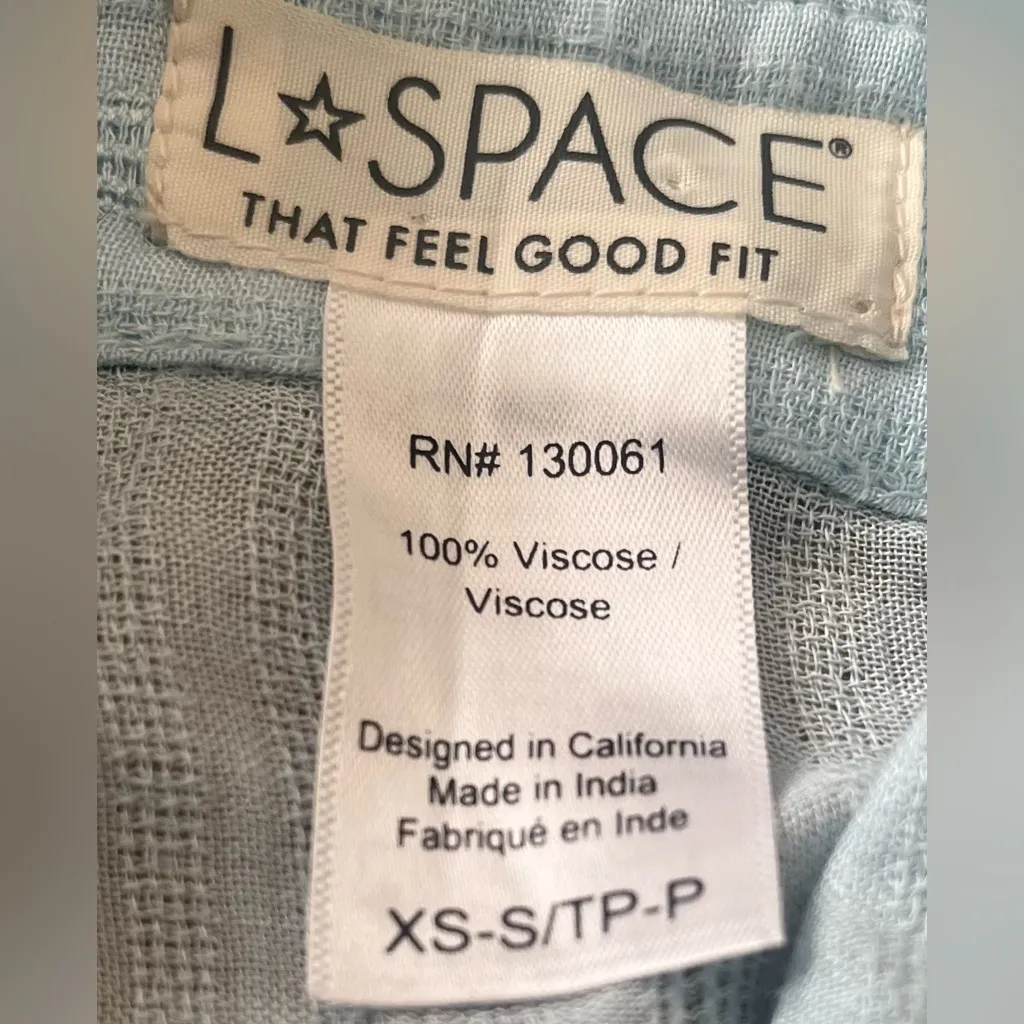 L☆SPACE®
THAT FEEL GOOD FIT
RN# 130061
100% Viscose /
Viscose
Designed in California
Made in India
Fabriqué en Inde
XS-S/TP-P